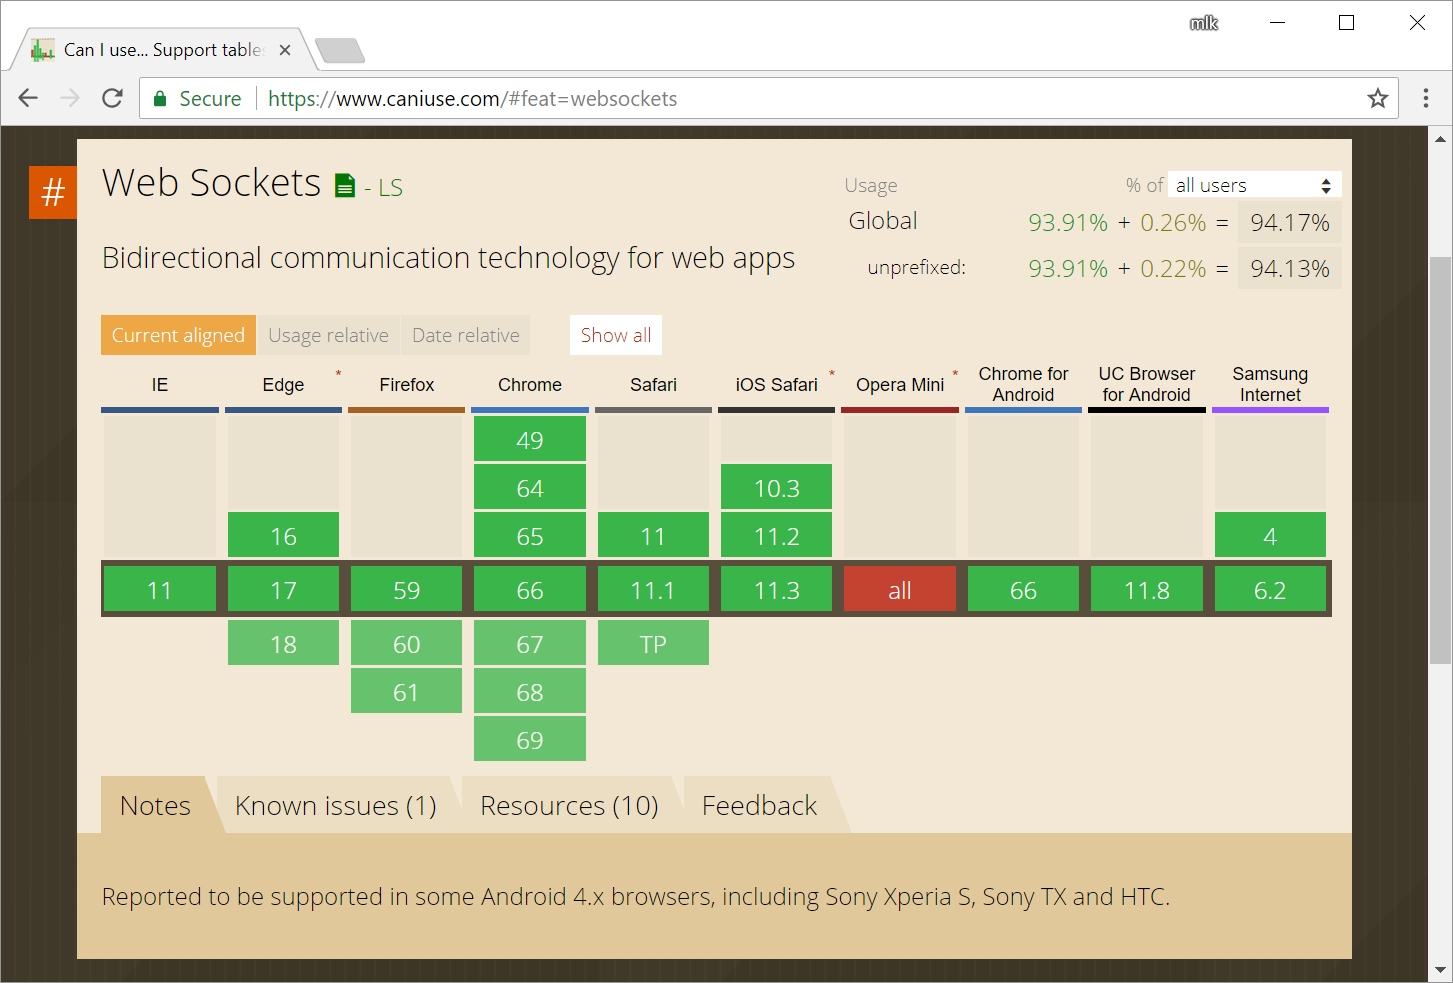 mlk
Can I use... Support tables
Secure https://www.caniuse.com/#feat=websockets
#
Web Sockets - LS
Usage % of all users
Global 93.91% + 0.26% = 94.17%
Bidirectional communication technology for web apps
unprefixed: 93.91% + 0.22% = 94.13%
Current aligned Usage relative Date relative Show all
IE Edge * Firefox Chrome Safari iOS Safari * Opera Mini * Chrome for Android UC Browser for Android Samsung Internet
49
64 10.3
16 65 11 11.2 4
11 17 59 66 11.1 11.3 all 66 11.8 6.2
18 60 67 TP
61 68
69
Notes Known issues (1) Resources (10) Feedback
Reported to be supported in some Android 4.x browsers, including Sony Xperia S, Sony TX and HTC.